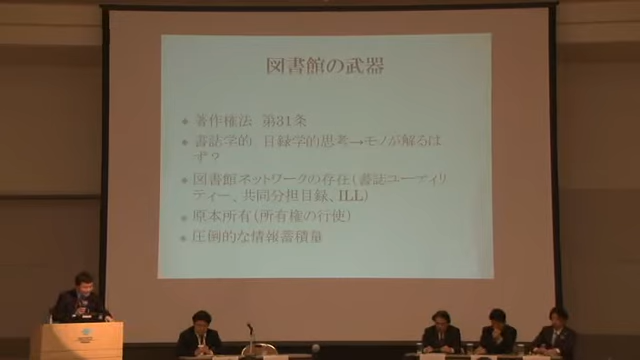 図書館の武器
著作権法 第31条
書誌学的 目録学的思考→モノが解るは
ず?
図書館ネットワークの存在(書誌ユーティリ
ティー、共同分担目録、ILL)
原本所有(所有権の行使)
圧倒的な情報蓄積量